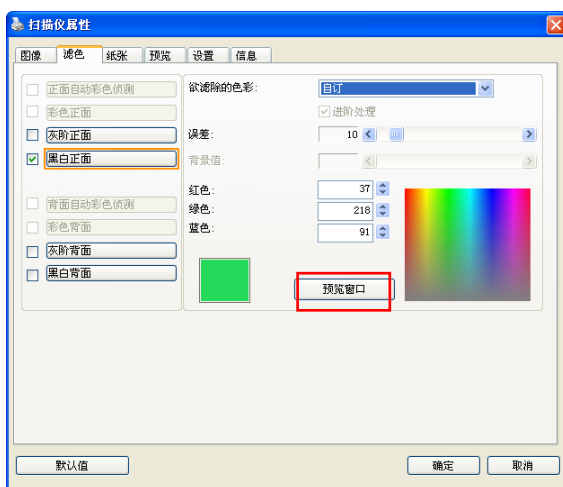 扫描仪属性
图像 滤色 纸张 预览 设置 信息
正面自动彩色侦测
彩色正面
灰阶正面
黑白正面
背面自动彩色侦测
彩色背面
灰阶背面
黑白背面
欲滤除的色彩: 自订
进阶处理
误差: 10
背景值:
红色: 37
绿色: 218
蓝色: 91
预览窗口
默认值 确定 取消